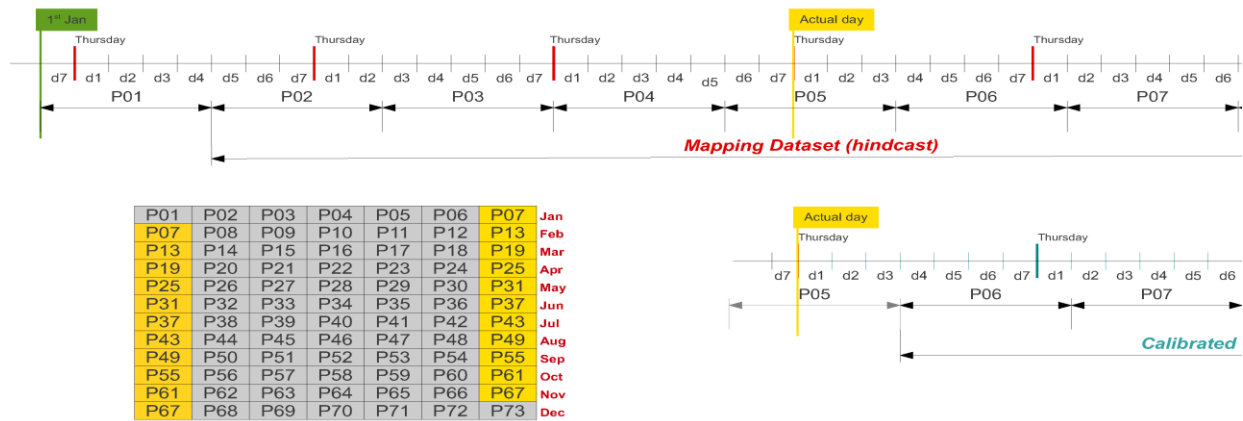 1st Jan
Actual day
Thursday Thursday Thursday Thursday Thursday
d7 d1 d2 d3 d4 d5 d6 d7 d1 d2 d3 d4 d5 d6 d7 d1 d2 d3 d4 d5 d6 d7 d1 d2 d3 d4 d5 d6 d7 d1 d2 d3 d4 d5 d6
P01 P02 P03 P04 P05 P06 P07
Mapping Dataset (hindcast)
P01 P02 P03 P04 P05 P06 P07 Jan
P07 P08 P09 P10 P11 P12 P13 Feb
P13 P14 P15 P16 P17 P18 P19 Mar
P19 P20 P21 P22 P23 P24 P25 Apr
P25 P26 P27 P28 P29 P30 P31 May
P31 P32 P33 P34 P35 P36 P37 Jun
P37 P38 P39 P40 P41 P42 P43 Jul
P43 P44 P45 P46 P47 P48 P49 Aug
P49 P50 P51 P52 P53 P54 P55 Sep
P55 P56 P57 P58 P59 P60 P61 Oct
P61 P62 P63 P64 P65 P66 P67 Nov
P67 P68 P69 P70 P71 P72 P73 Dec
Actual day
Thursday Thursday
d7 d1 d2 d3 d4 d5 d6 d7 d1 d2 d3 d4 d5 d6
P05 P06 P07
Calibrated